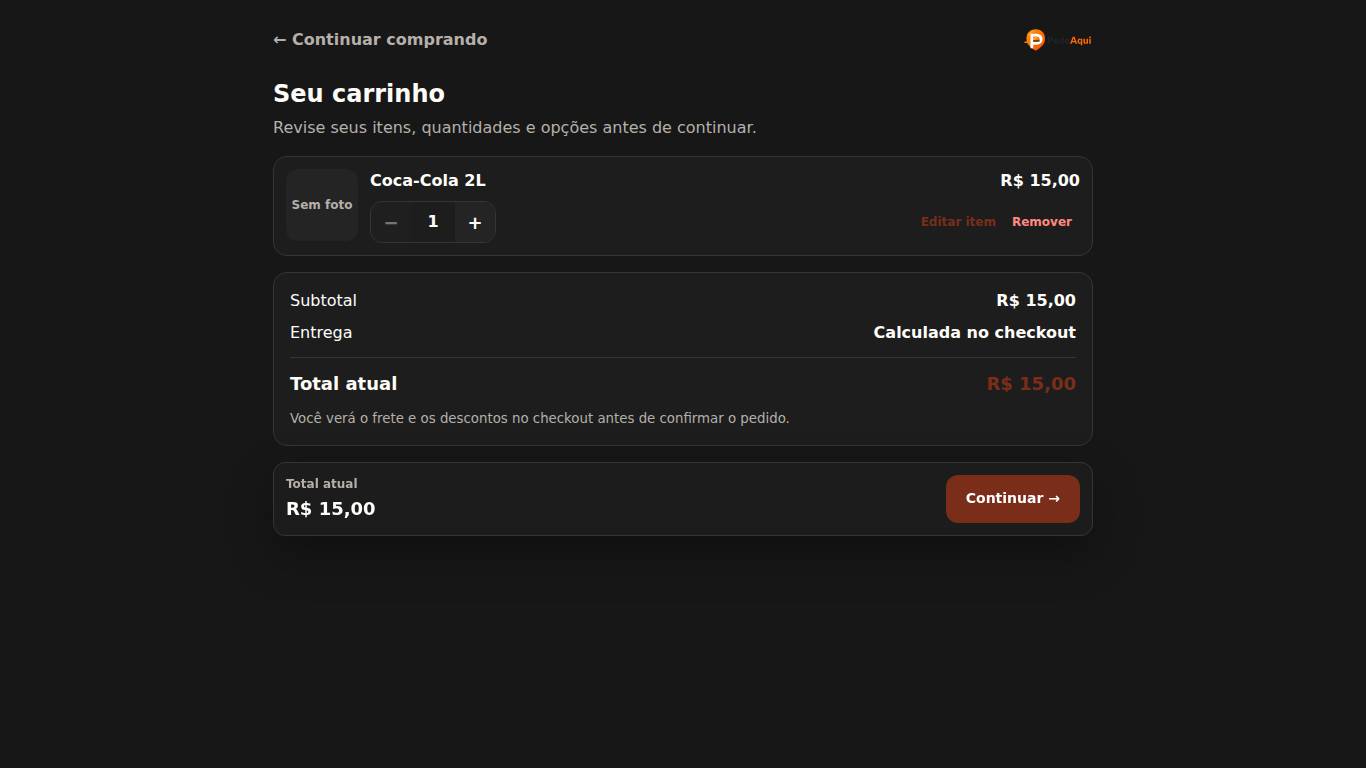 ← Continuar comprando
PedeAqui
Seu carrinho
Revise seus itens, quantidades e opções antes de continuar.
Sem foto
Coca-Cola 2L
R$ 15,00
− 1 +
Editar item
Remover
Subtotal
R$ 15,00
Entrega
Calculada no checkout
Total atual
R$ 15,00
Você verá o frete e os descontos no checkout antes de confirmar o pedido.
Total atual
R$ 15,00
Continuar →